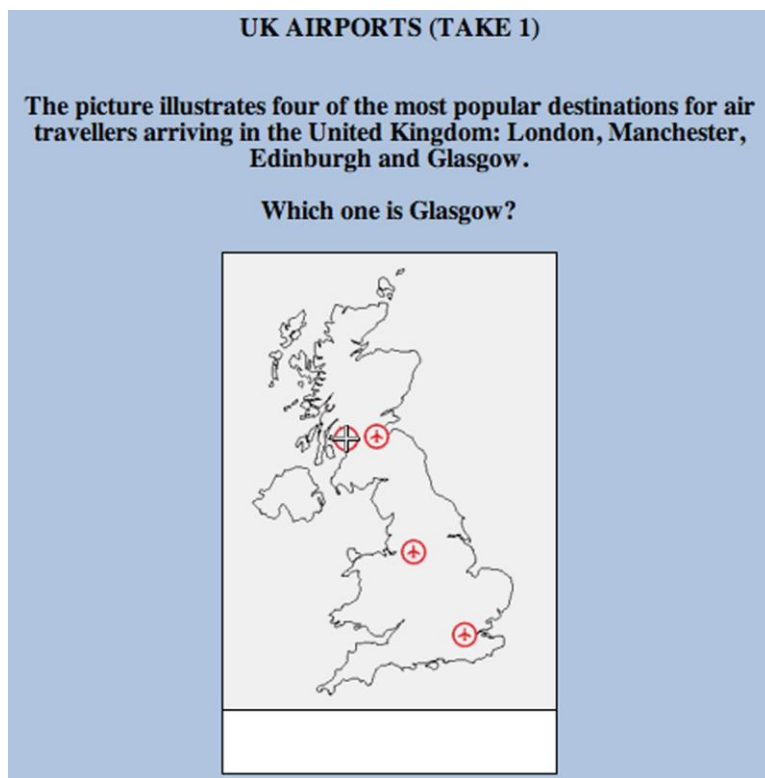 UK AIRPORTS (TAKE 1)
The picture illustrates four of the most popular destinations for air
travellers arriving in the United Kingdom: London, Manchester,
Edinburgh and Glasgow.
Which one is Glasgow?